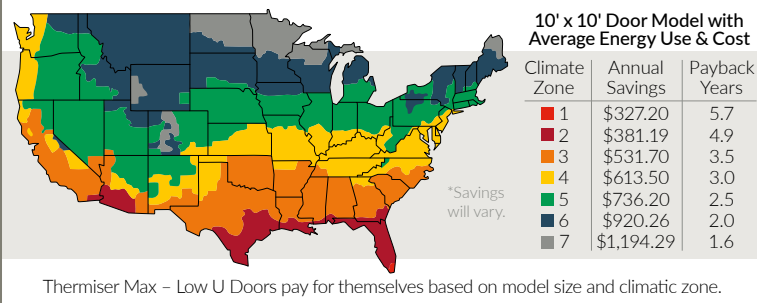 10' x 10' Door Model with
Average Energy Use & Cost
Climate Zone | Annual Savings | Payback Years
1 $327.20 5.7
2 $381.19 4.9
3 $531.70 3.5
4 $613.50 3.0
5 $736.20 2.5
6 $920.26 2.0
7 $1,194.29 1.6
*Savings
will vary.
Thermiser Max – Low U Doors pay for themselves based on model size and climatic zone.